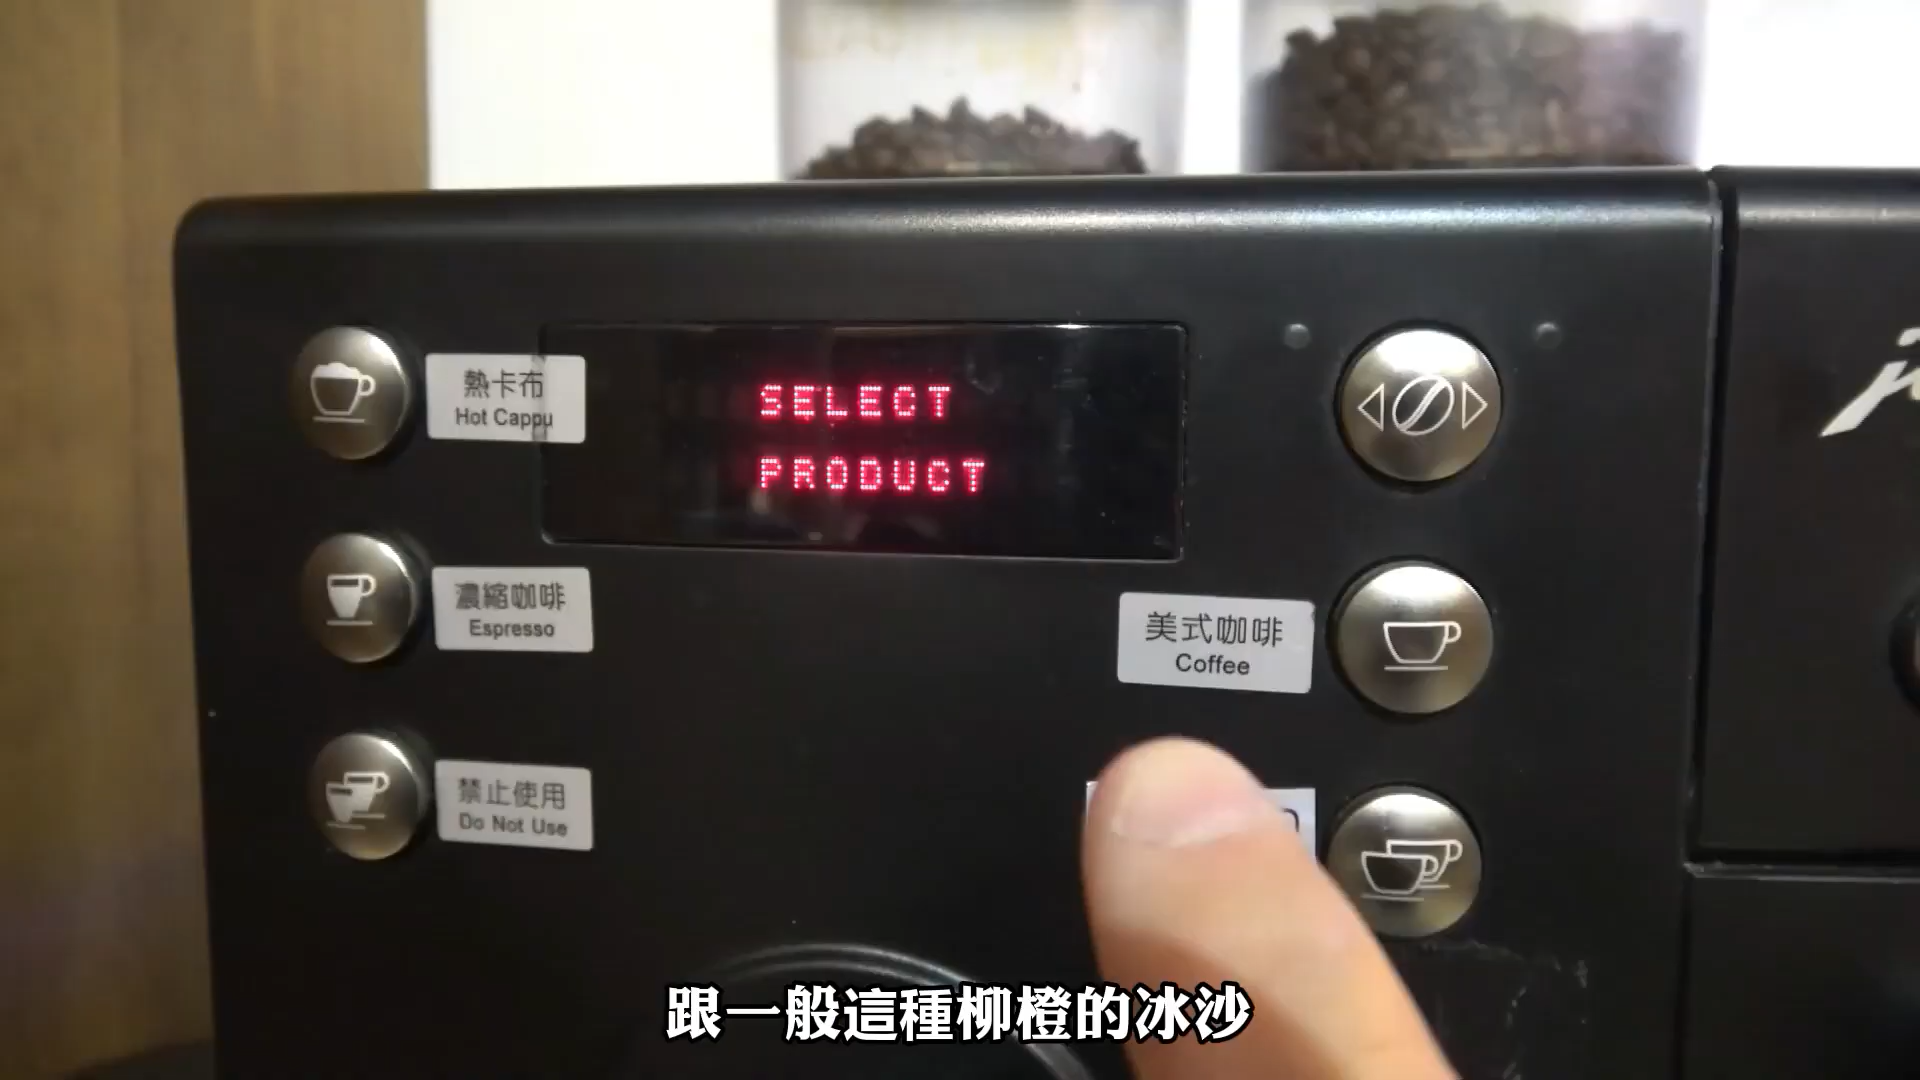 熱卡布
Hot Cappu
SELECT
PRODUCT
濃縮咖啡
Espresso
美式咖啡
Coffee
禁止使用
Do Not Use
跟一般這種柳橙的冰沙